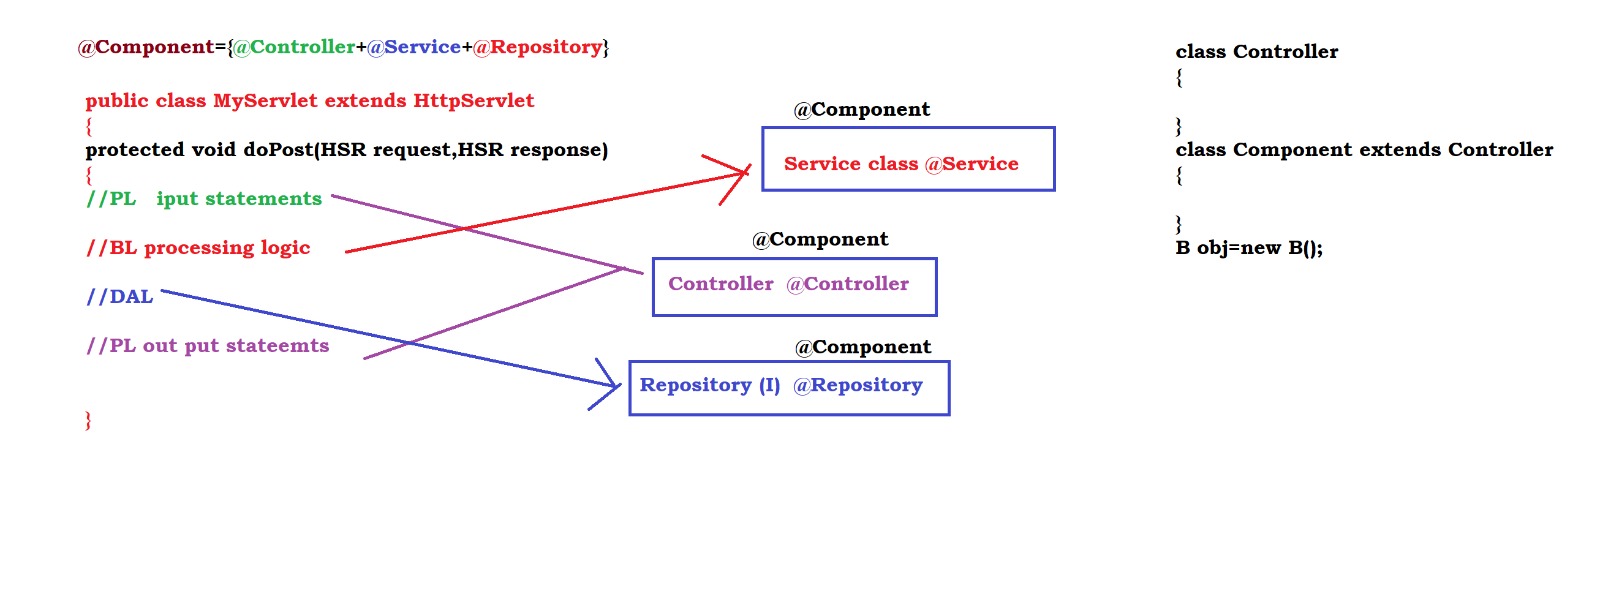 @Component={@Controller+@Service+@Repository}
public class MyServlet extends HttpServlet
{
protected void doPost(HSR request,HSR response)
{
//PL iput statements
//BL processing logic
//DAL
//PL out put stateemts
}
@Component
Service class @Service
@Component
Controller @Controller
@Component
Repository (I) @Repository
class Controller
{
}
class Component extends Controller
{
}
B obj=new B();